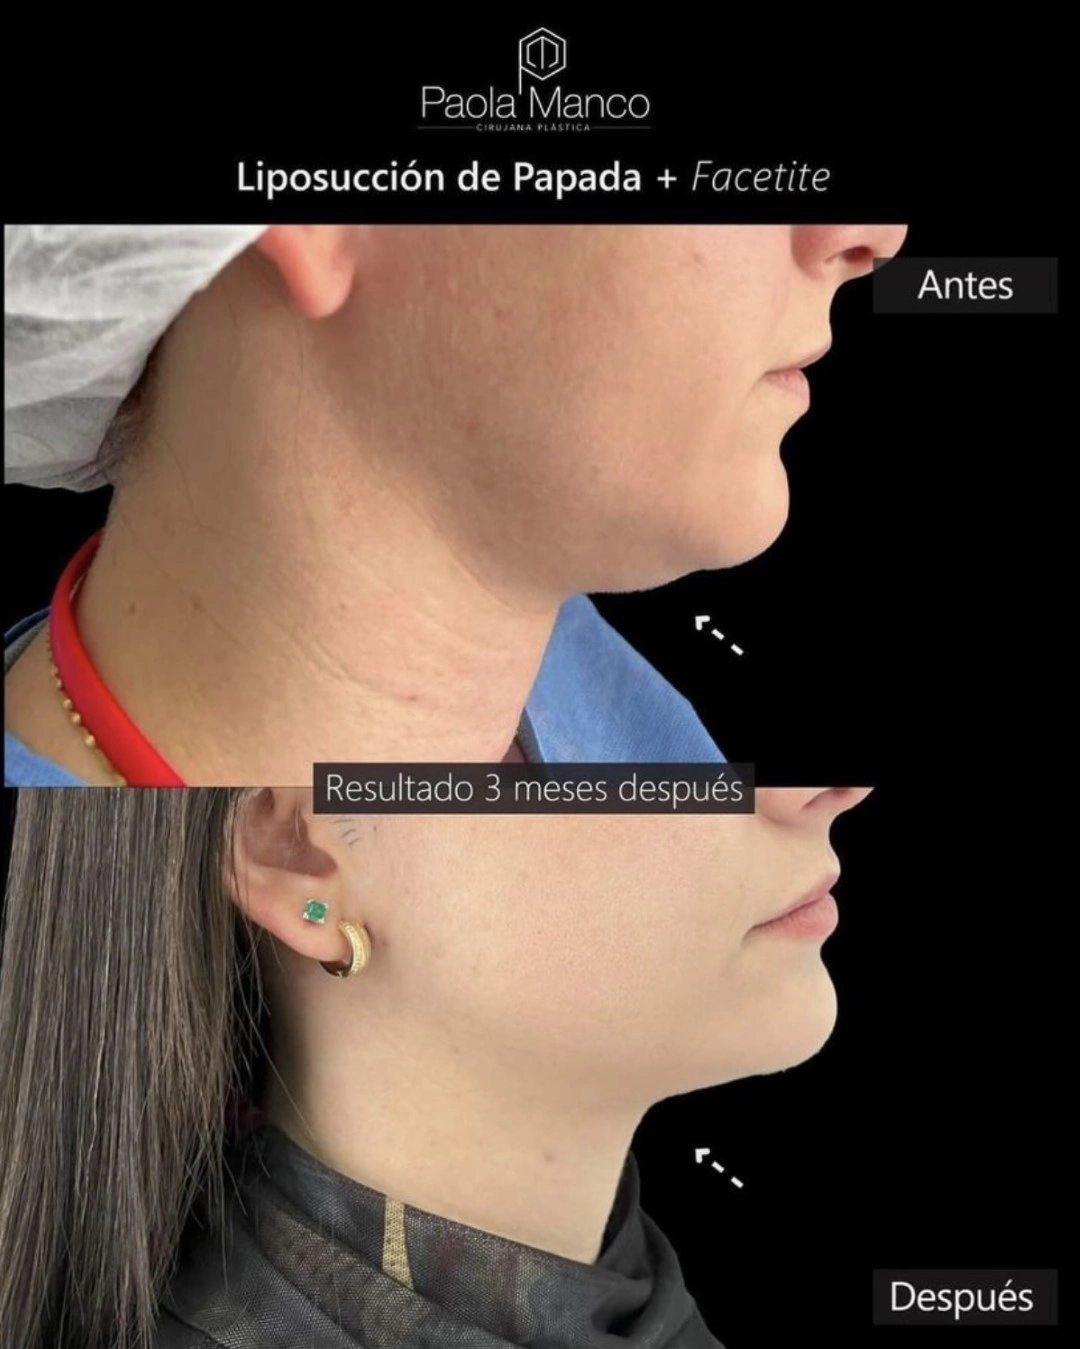 Paola Manco
CIRUJANA PLÁSTICA
Liposucción de Papada + Facetite
Antes
Resultado 3 meses después
Después